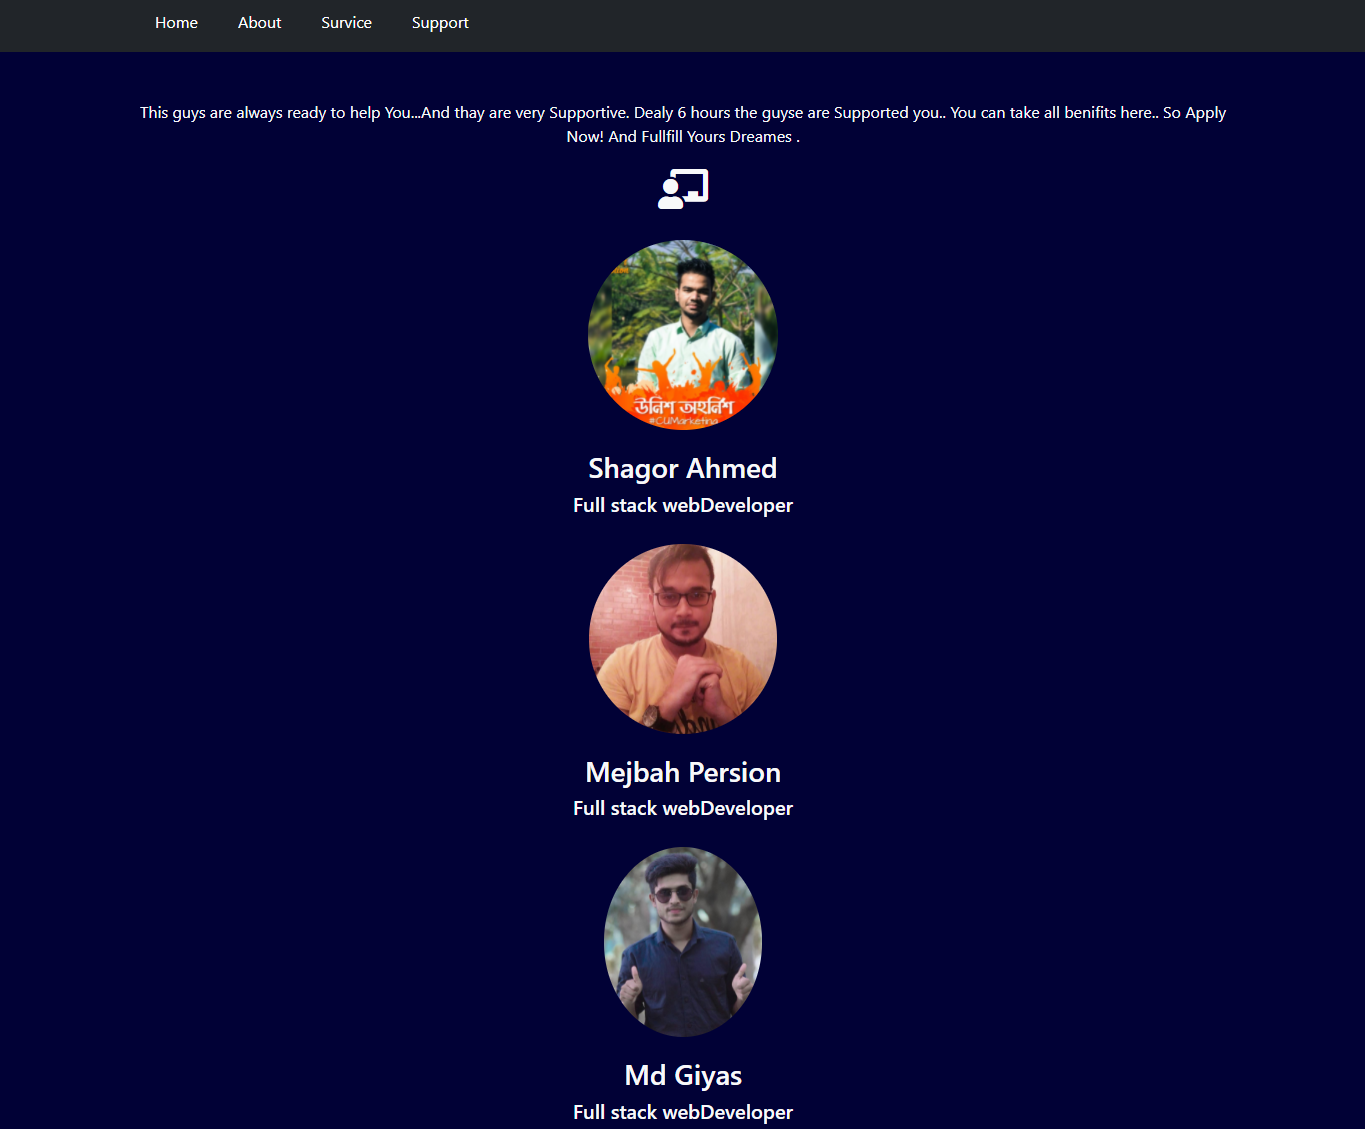 Home About Survice Support
This guys are always ready to help You...And thay are very Supportive. Dealy 6 hours the guyse are Supported you.. You can take all benifits here.. So Apply
Now! And Fullfill Yours Dreames .
উনিশ অহর্নিশ
#CUMarketing
Shagor Ahmed
Full stack webDeveloper
Mejbah Persion
Full stack webDeveloper
Md Giyas
Full stack webDeveloper